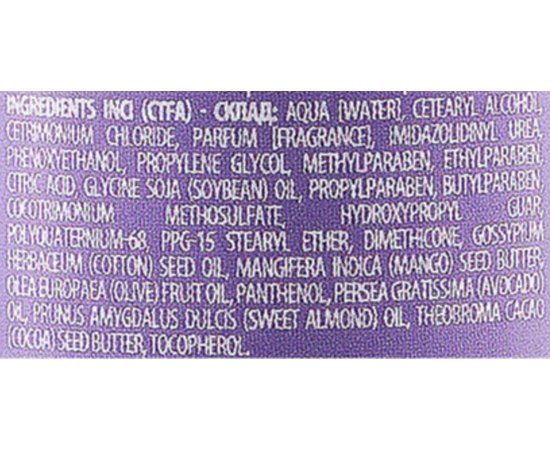 INGREDIENTS INCI (CTFA) - СКЛАД: AQUA [WATER], CETEARYL ALCOHOL,
CETRIMONIUM CHLORIDE, PARFUM [FRAGRANCE], IMIDAZOLIDINYL UREA,
PHENOXYETHANOL, PROPYLENE GLYCOL, METHYLPARABEN, ETHYLPARABEN,
CITRIC ACID, GLYCINE SOJA (SOYBEAN) OIL, PROPYLPARABEN, BUTYLPARABEN,
COCOTRIMONIUM METHOSULFATE, HYDROXYPROPYL GUAR,
POLYQUATERNIUM-68, PPG-15 STEARYL ETHER, DIMETHICONE, GOSSYPIUM
HERBACEUM (COTTON) SEED OIL, MANGIFERA INDICA (MANGO) SEED BUTTER,
OLEA EUROPAEA (OLIVE) FRUIT OIL, PANTHENOL, PERSEA GRATISSIMA (AVOCADO)
OIL, PRUNUS AMYGDALUS DULCIS (SWEET ALMOND) OIL, THEOBROMA CACAO
(COCOA) SEED BUTTER, TOCOPHEROL.